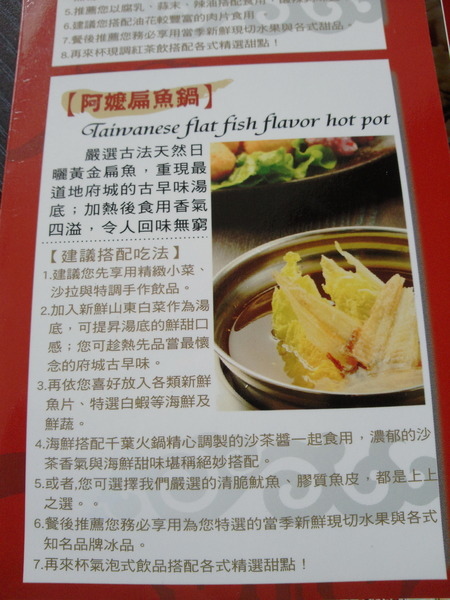 5.推薦您以腐乳、蒜末、辣油搭配食用
6.建議您搭配油花較豐富的肉片食用
7.餐後推薦您務必享用當季新鮮現切水果與各式甜品。
8.再來杯現調紅茶飲搭配各式精選甜點！
【阿嬤扁魚鍋】
Taiwanese flat fish flavor hot pot
嚴選古法天然日
曬黃金扁魚，重現最
道地府城的古早味湯
底；加熱後食用香氣
四溢，令人回味無窮
【建議搭配吃法】
1.建議您先享用精緻小菜、
沙拉與特調手作飲品。
2.加入新鮮山東白菜作為湯
底，可提昇湯底的鮮甜口
感；您可趁熱先品嘗最懷
念的府城古早味。
3.再依您喜好放入各類新鮮
魚片、特選白蝦等海鮮及
鮮蔬。
4.海鮮搭配千葉火鍋精心調製的沙茶醬一起食用，濃郁的沙
茶香氣與海鮮甜味堪稱絕妙搭配。
5.或者,您可選擇我們嚴選的清脆魷魚、膠質魚皮，都是上上
之選。。
6.餐後推薦您務必享用為您特選的當季新鮮現切水果與各式
知名品牌冰品。
7.再來杯氣泡式飲品搭配各式精選甜點！